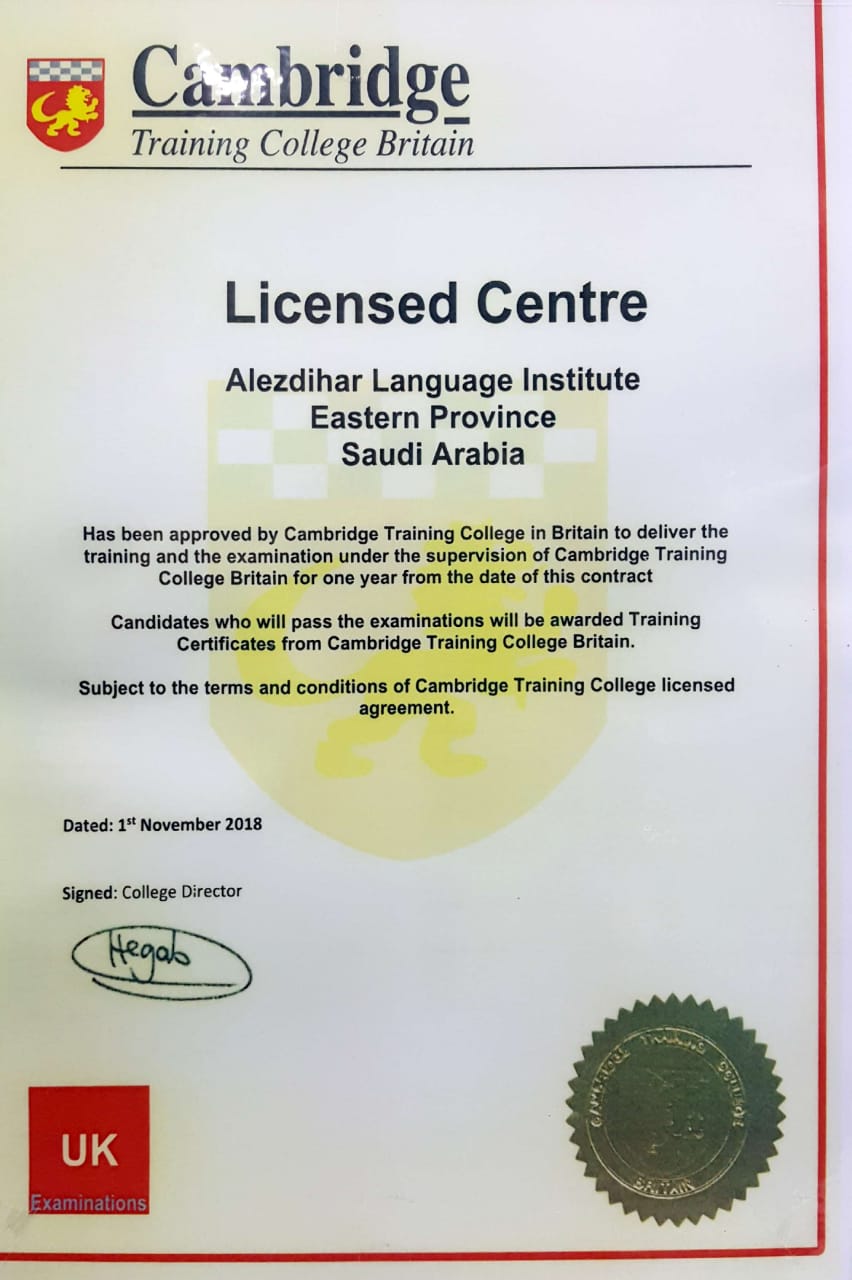 Cambridge
Training College Britain
Licensed Centre
Alezdihar Language Institute
Eastern Province
Saudi Arabia
Has been approved by Cambridge Training College in Britain to deliver the
training and the examination under the supervision of Cambridge Training
College Britain for one year from the date of this contract
Candidates who will pass the examinations will be awarded Training
Certificates from Cambridge Training College Britain.
Subject to the terms and conditions of Cambridge Training College licensed
agreement.
Dated: 1st November 2018
Signed: College Director
Hegab
UK
Examinations
CAMBRIDGE TRAINING COLLEGE
BRITAIN